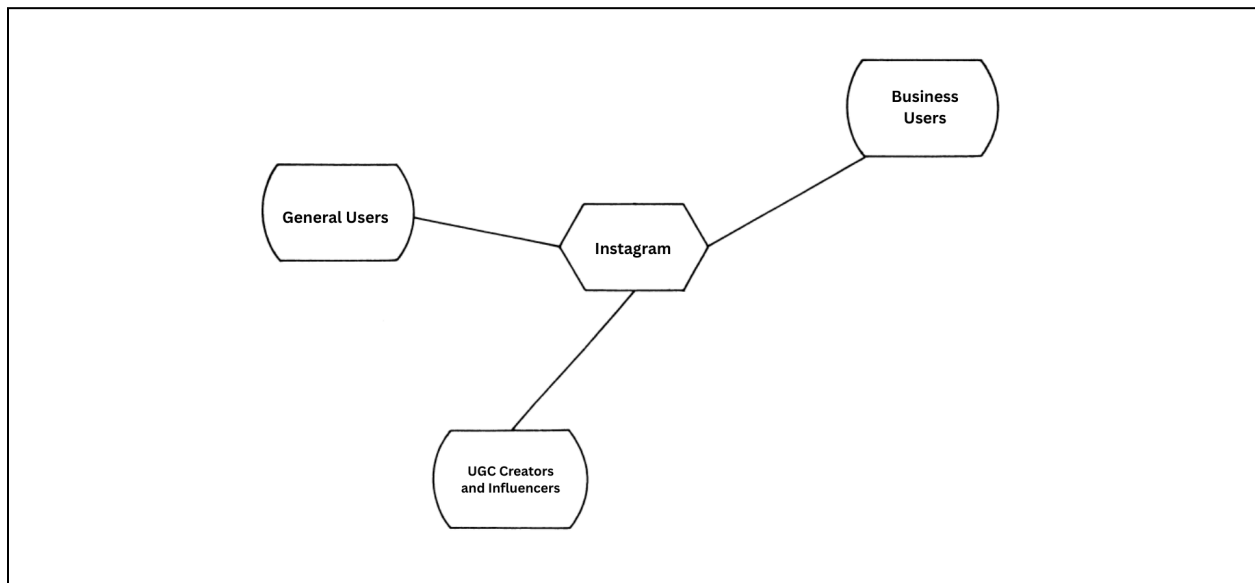 Business
Users
General Users
Instagram
UGC Creators
and Influencers